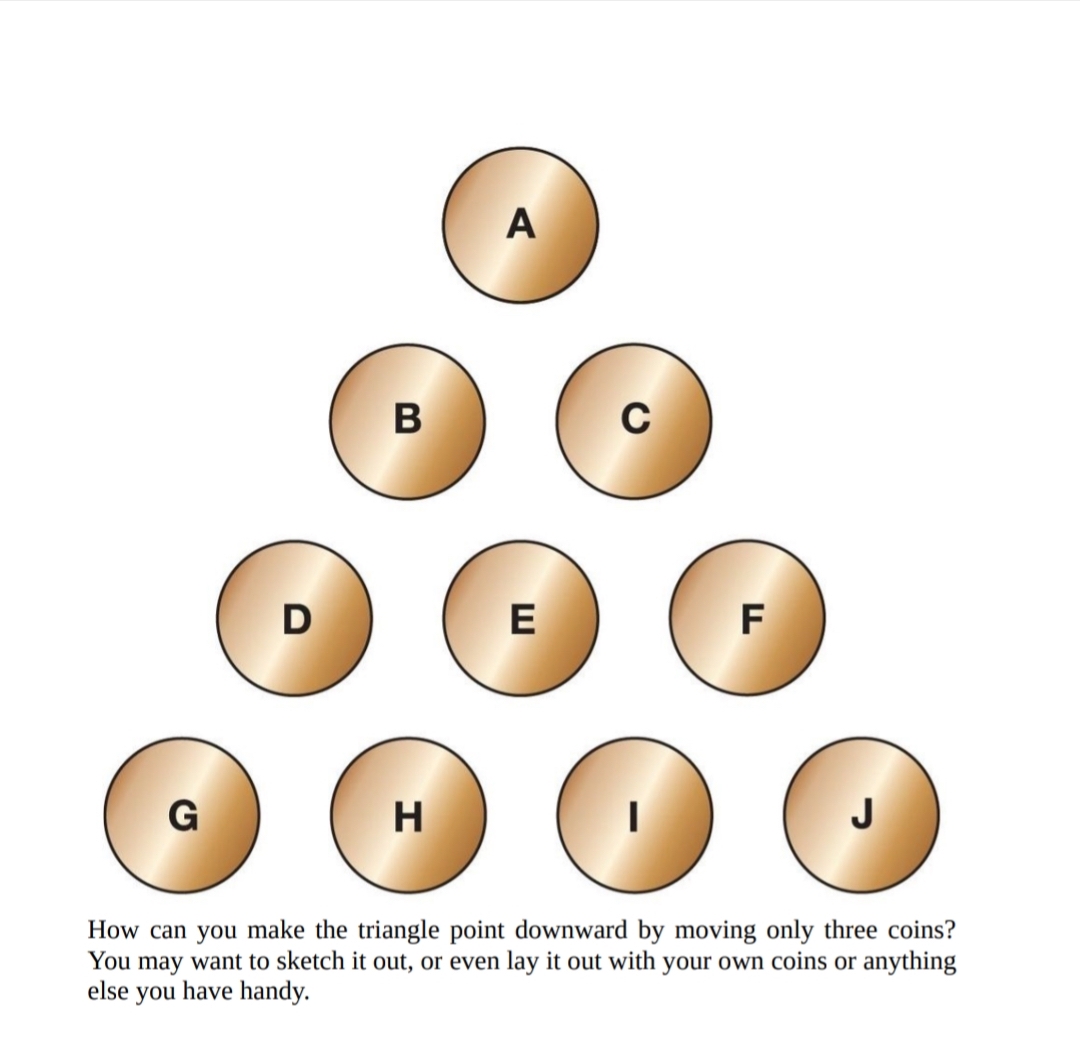 A
B C
D E F
G H I J
How can you make the triangle point downward by moving only three coins?
You may want to sketch it out, or even lay it out with your own coins or anything
else you have handy.